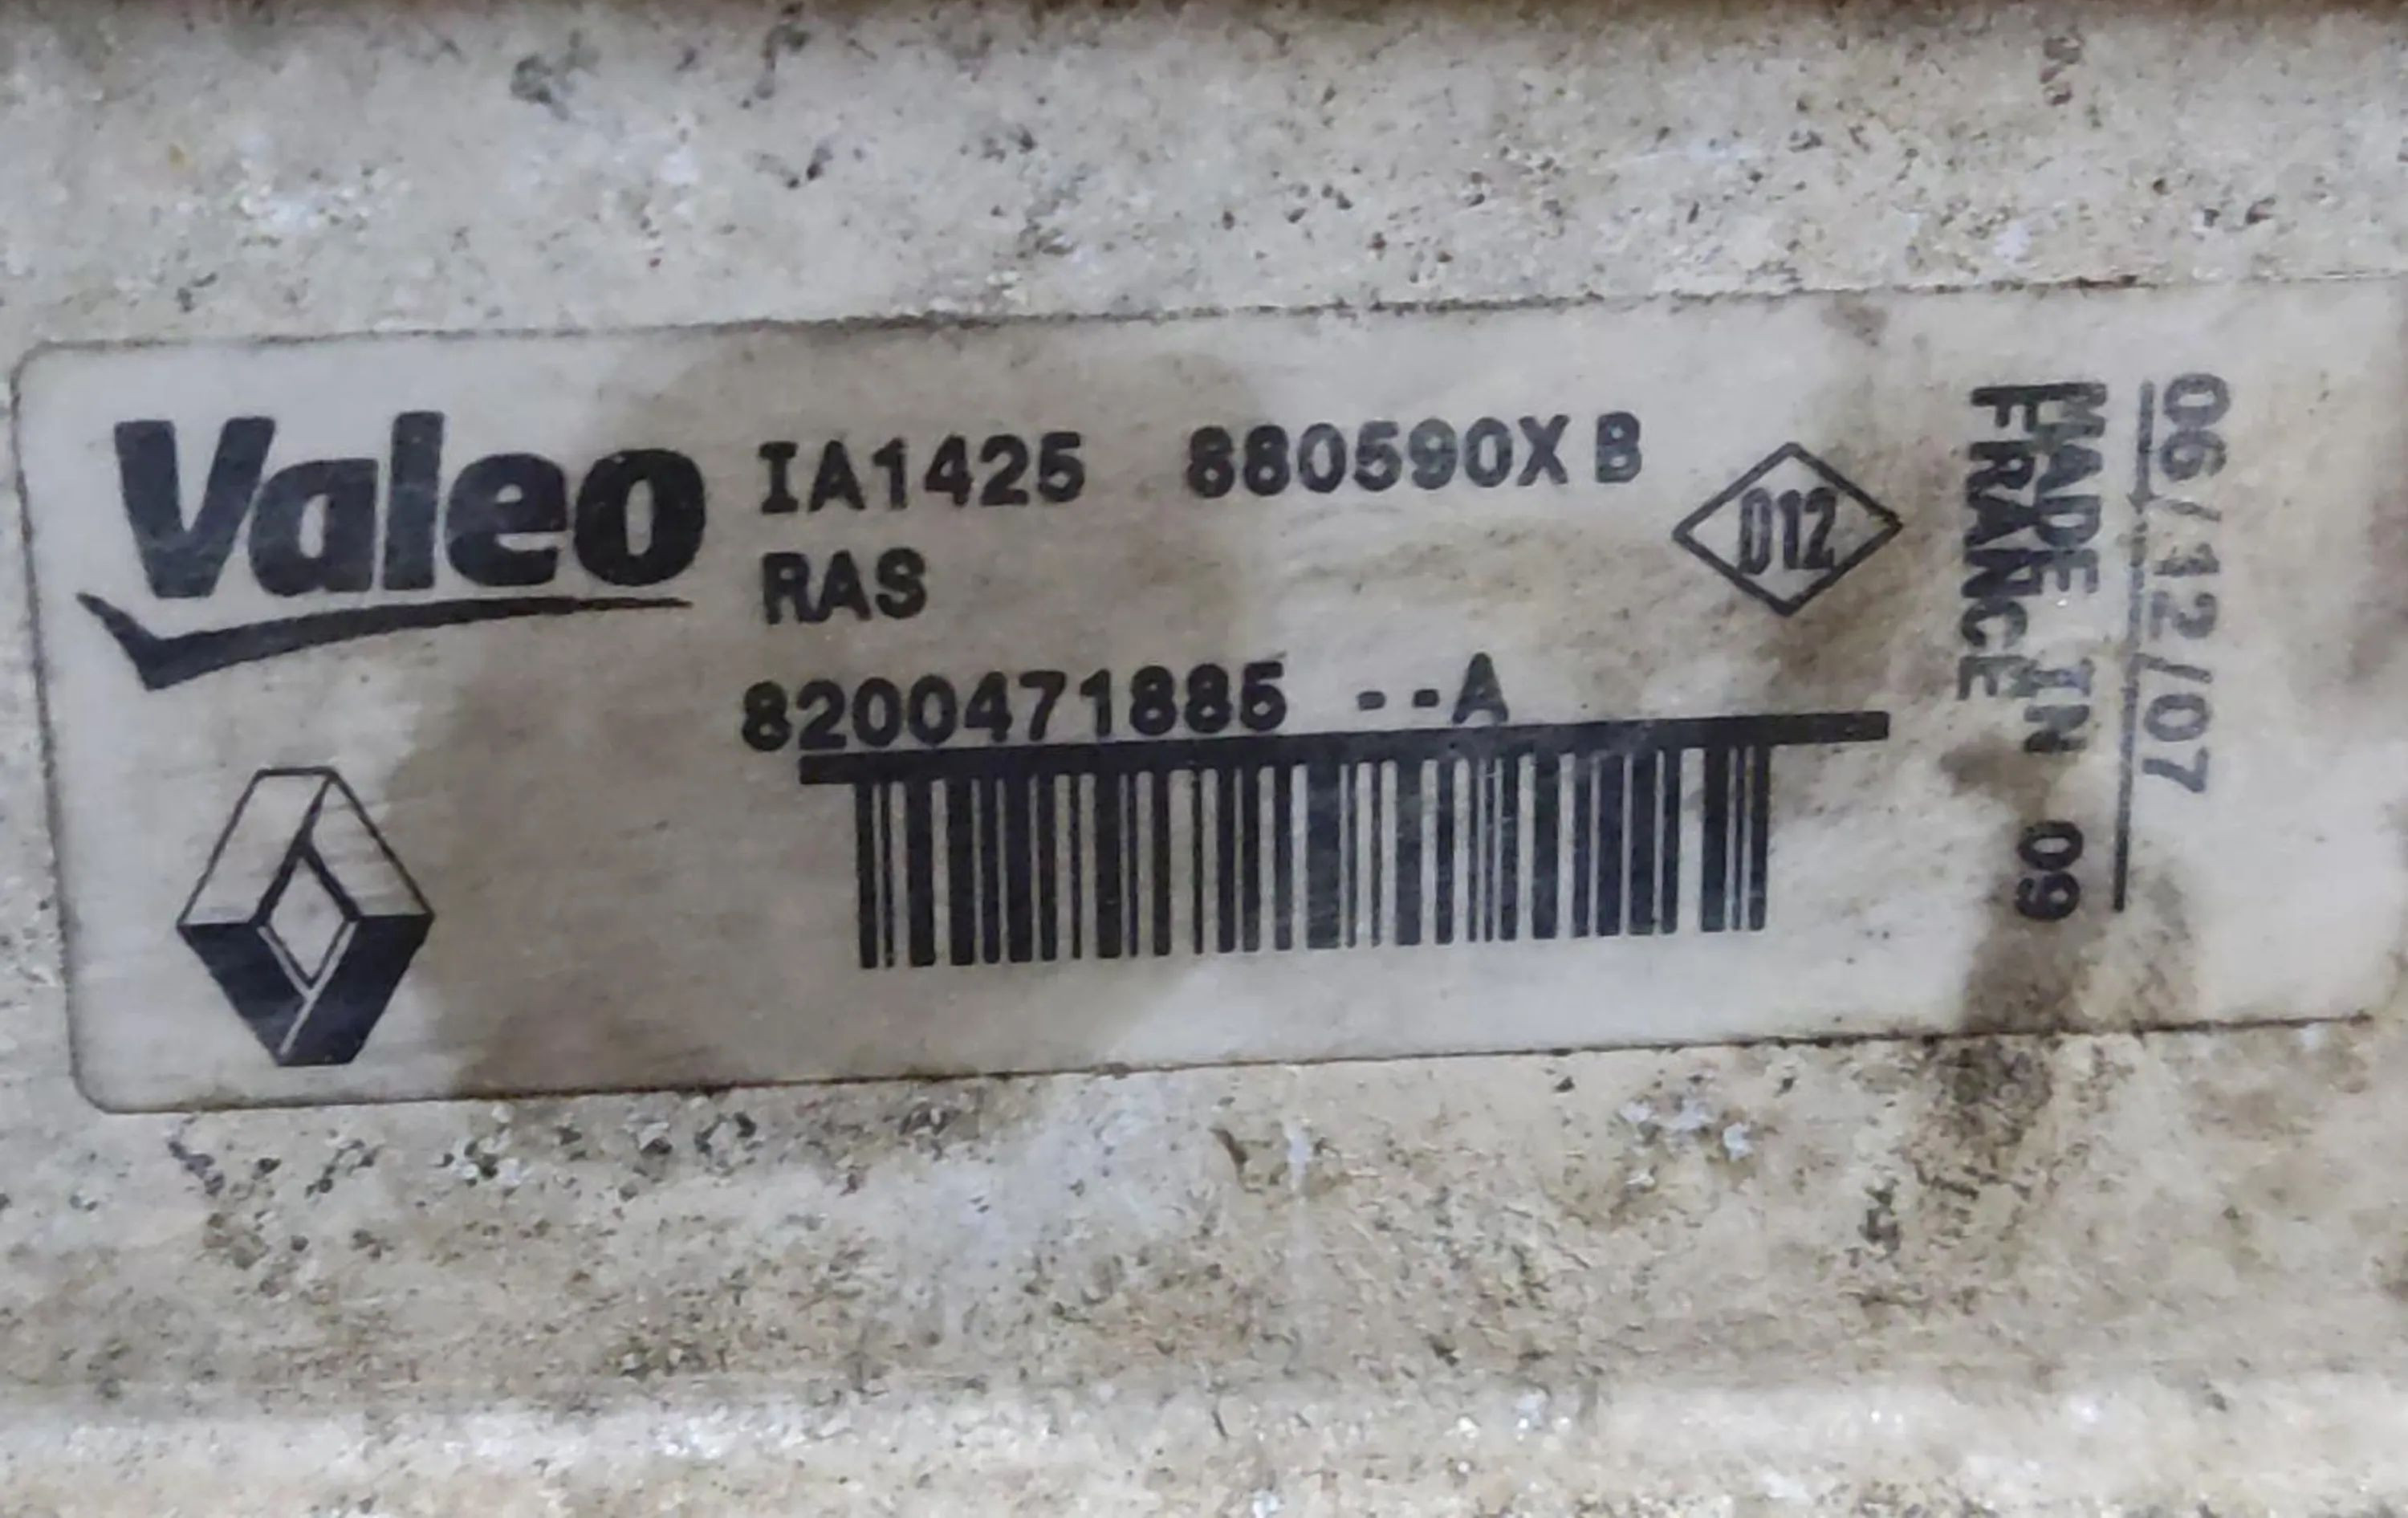 Valeo
IA1425 880590X B
RAS
8200471885 --A
D12
MADE IN
FRANCE
09
06/12/07